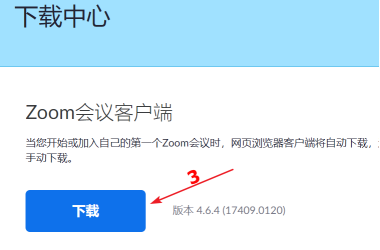 下载中心
Zoom会议客户端
当您开始或加入自己的第一个Zoom会议时，网页浏览器客户端将自动下载，
手动下载。
3
下载
版本 4.6.4 (17409.0120)